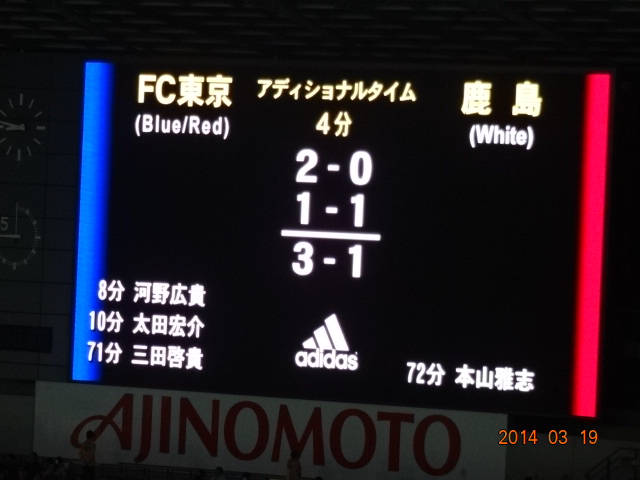 FC東京 アディショナルタイム 鹿 島
(Blue/Red) 4分 (White)
2 - 0
1 - 1
3 - 1
8分 河野広貴
10分 太田宏介
71分 三田啓貴
adidas
72分 本山雅志
AJINOMOTO
2014 03 19